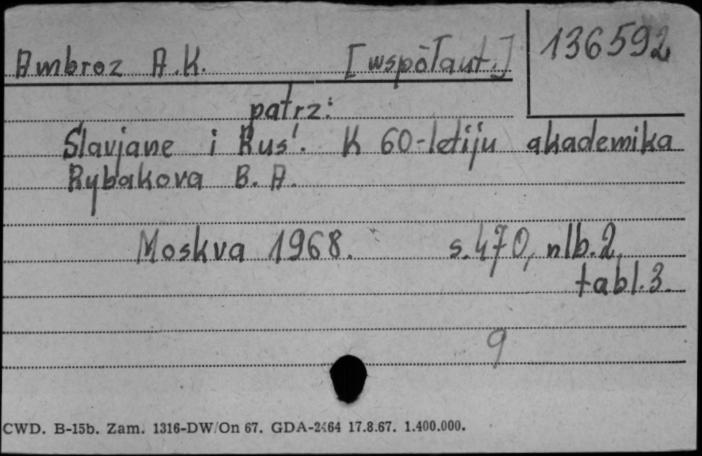 Ambroz A.K. [współaut.] 136592
patrz:
Slavjane i Rus'. K 60-letiju akademika
Rybakova B. A.
Moskva 1968. s. 470, nlb. 2,
tabl. 3.
9
CWD. B-15b. Zam. 1316-DW/On 67. GDA-2464 17.8.67. 1.400.000.